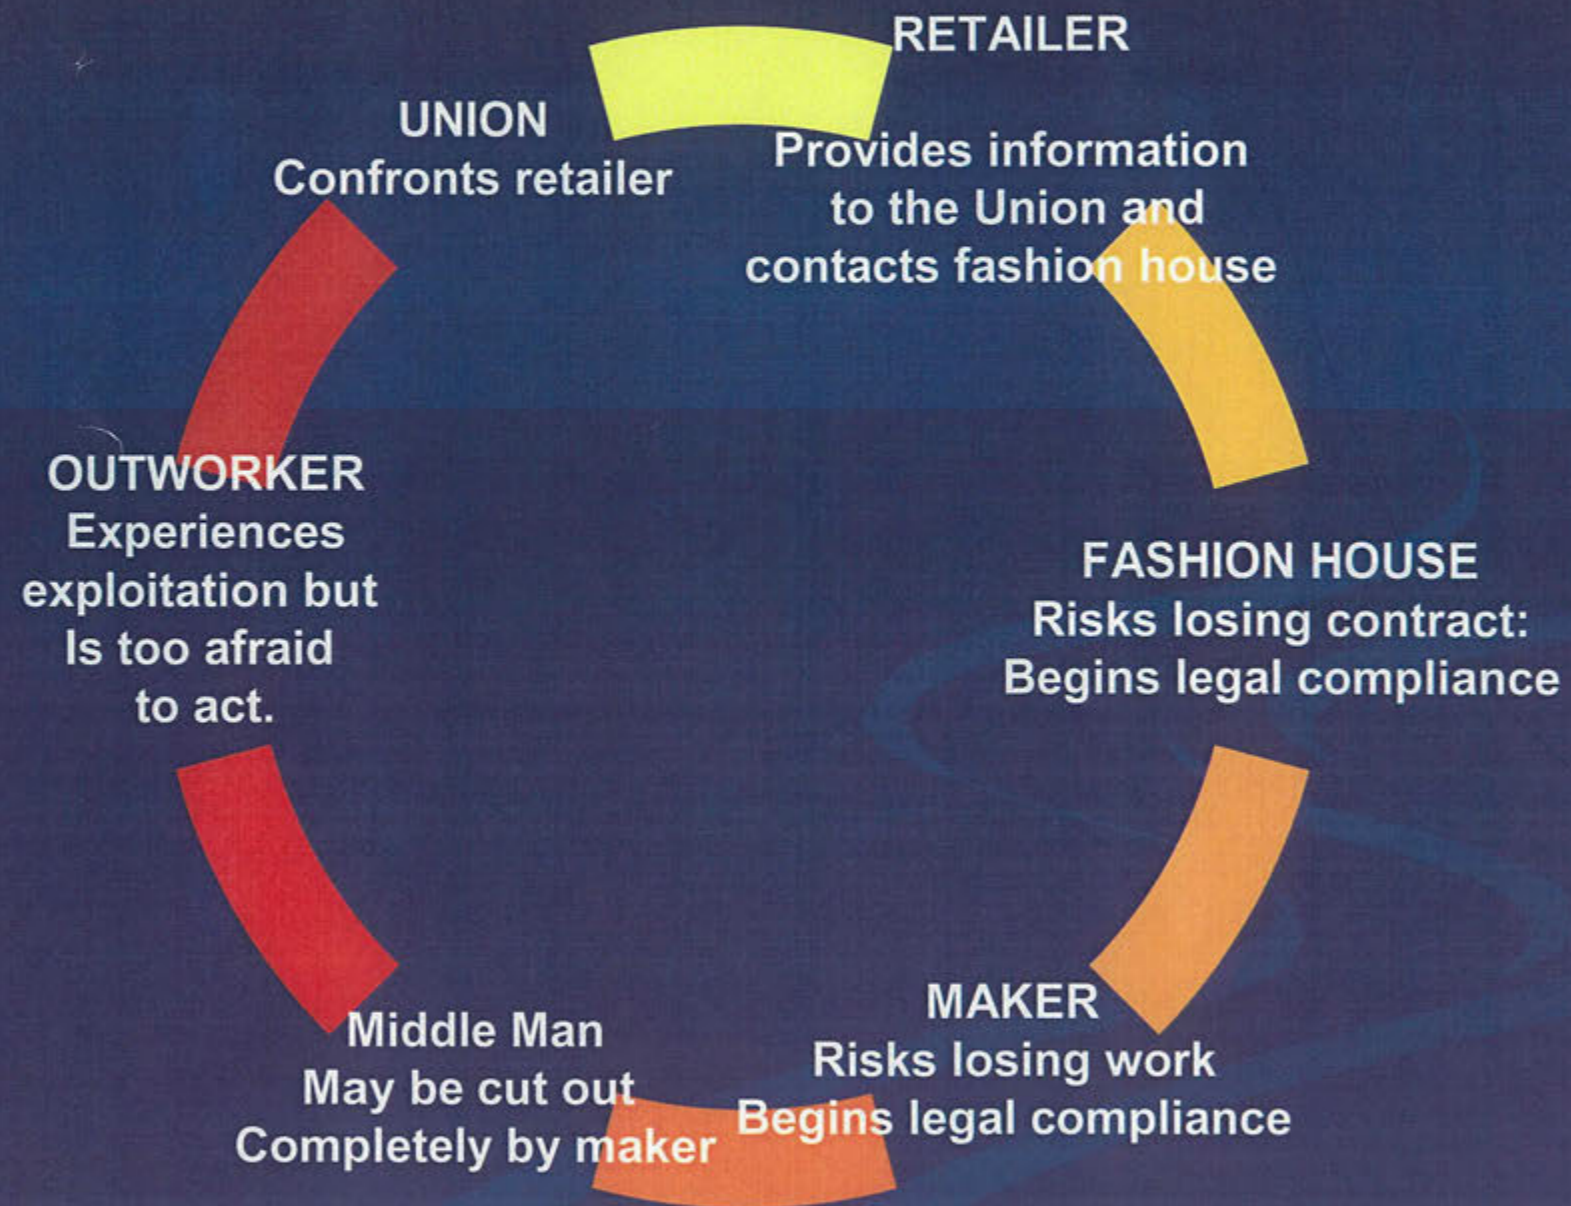 RETAILER
Provides information
to the Union and
contacts fashion house
FASHION HOUSE
Risks losing contract:
Begins legal compliance
MAKER
Risks losing work
Begins legal compliance
Middle Man
May be cut out
Completely by maker
OUTWORKER
Experiences
exploitation but
Is too afraid
to act.
UNION
Confronts retailer